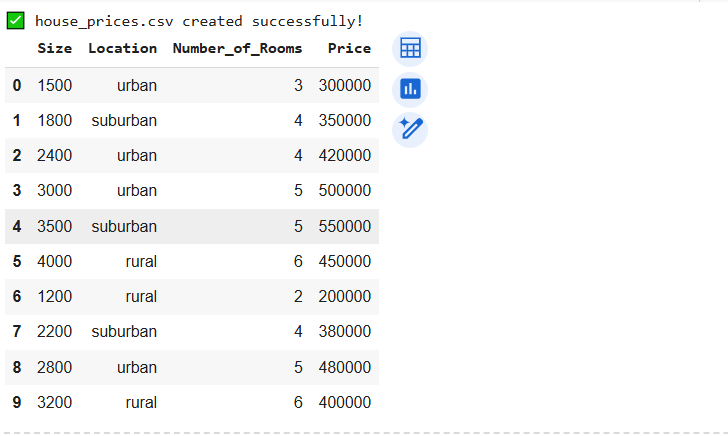 ✅ house_prices.csv created successfully!
Size Location Number_of_Rooms Price
0 1500 urban 3 300000
1 1800 suburban 4 350000
2 2400 urban 4 420000
3 3000 urban 5 500000
4 3500 suburban 5 550000
5 4000 rural 6 450000
6 1200 rural 2 200000
7 2200 suburban 4 380000
8 2800 urban 5 480000
9 3200 rural 6 400000